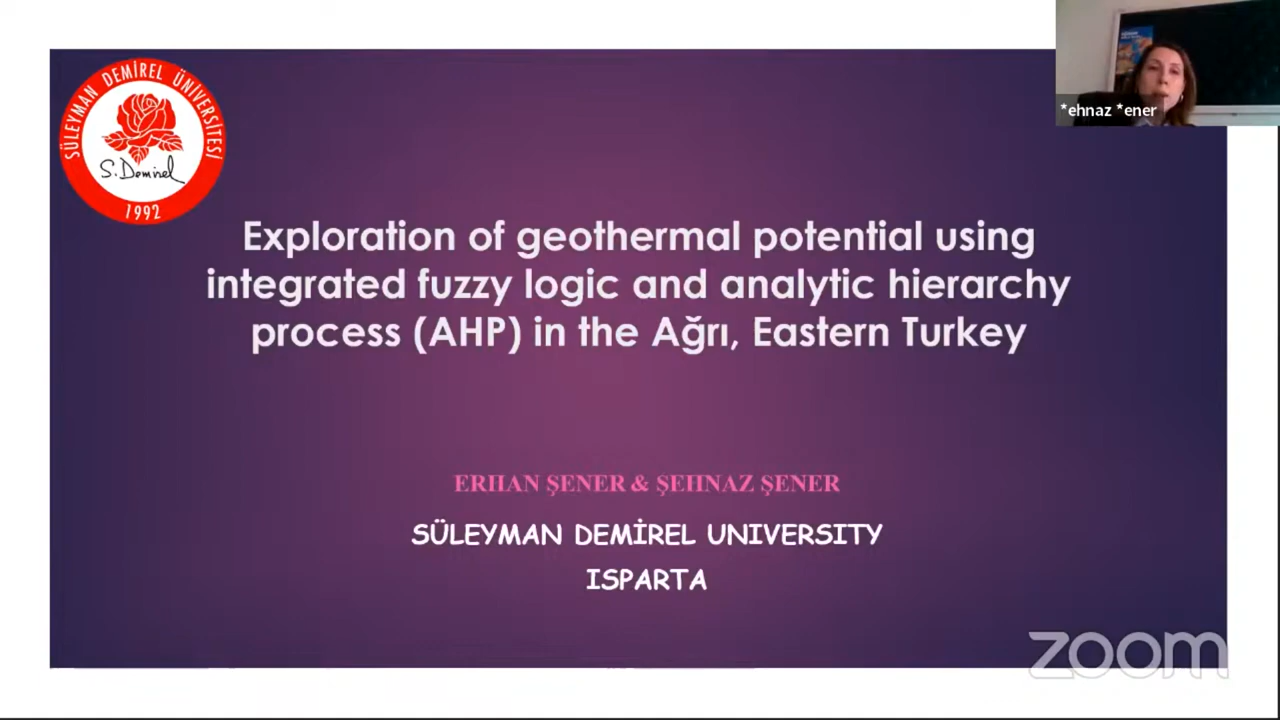 SÜLEYMAN DEMİREL ÜNİVERSİTESİ
S. Demirel
1992
*ehnaz *ener
Exploration of geothermal potential using
integrated fuzzy logic and analytic hierarchy
process (AHP) in the Ağrı, Eastern Turkey
ERHAN ŞENER & ŞEHNAZ ŞENER
SÜLEYMAN DEMİREL UNIVERSITY
ISPARTA
zoom